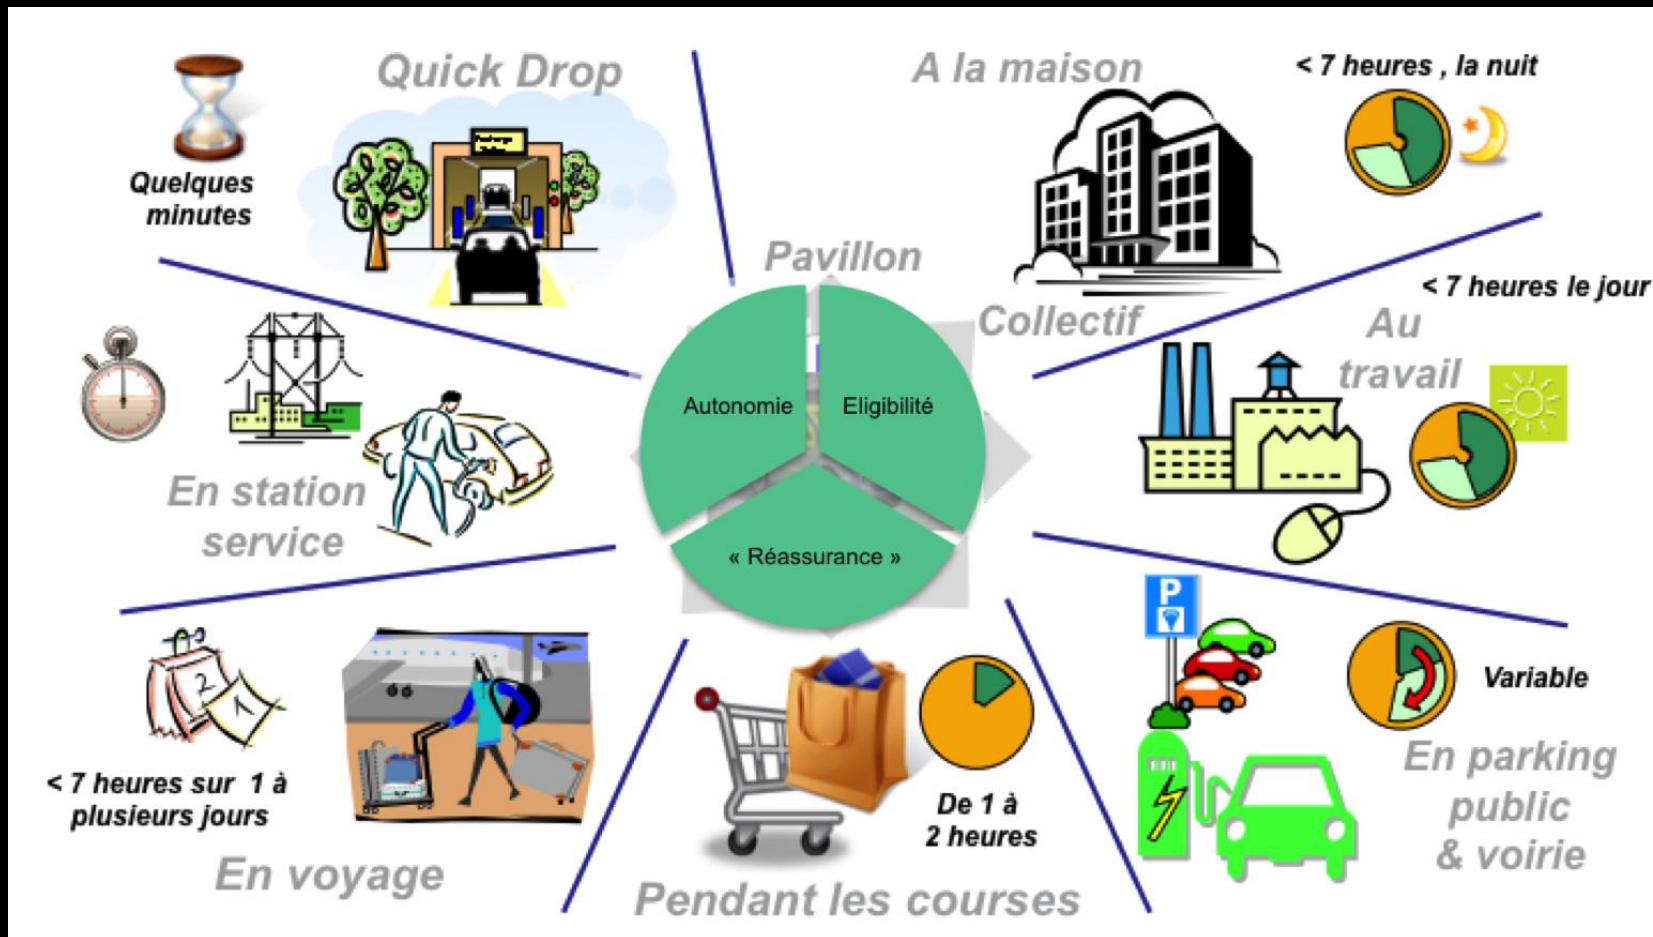 Quick Drop
Quelques
minutes
A la maison
< 7 heures , la nuit
Pavillon
Collectif
< 7 heures le jour
Au
travail
Autonomie
Eligibilité
« Réassurance »
En station
service
P
Variable
En parking
public
& voirie
2
1
< 7 heures sur 1 à
plusieurs jours
En voyage
De 1 à
2 heures
Pendant les courses